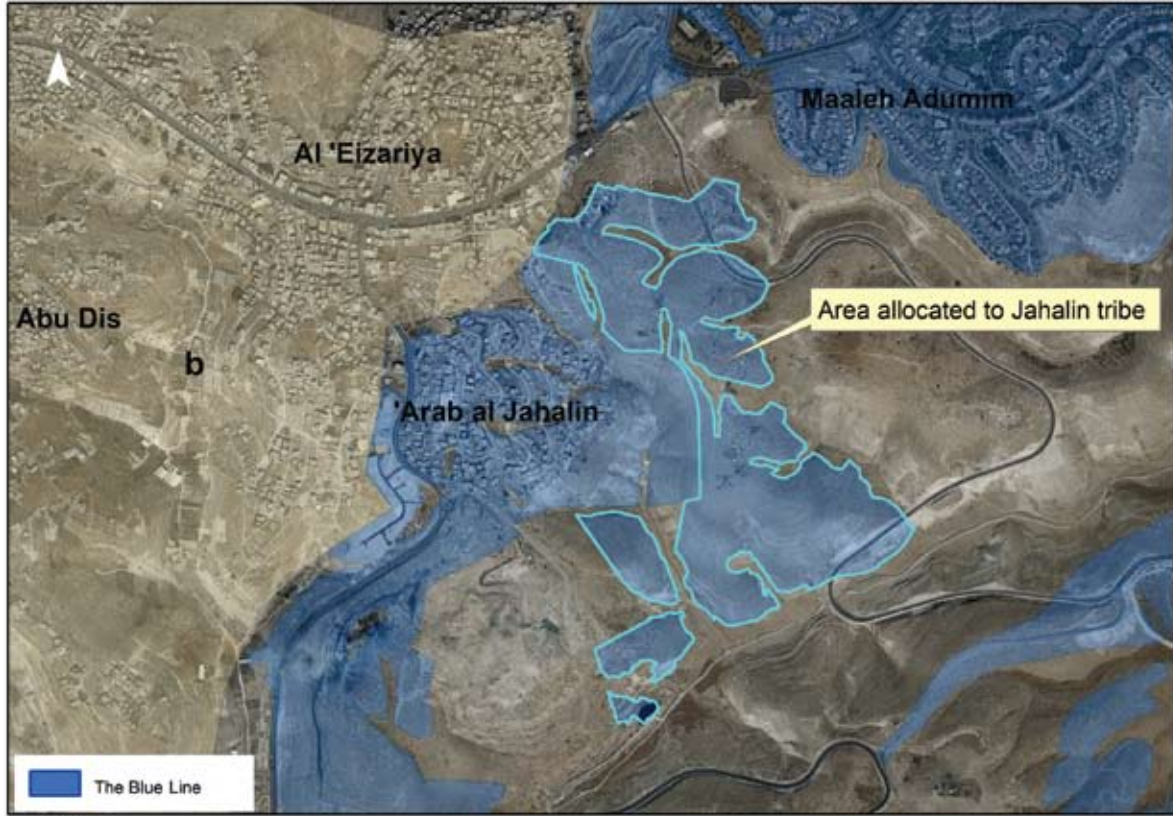 Maaleh Adumim
Al 'Eizariya
Area allocated to Jahalin tribe
Abu Dis
b
'Arab al Jahalin
The Blue Line